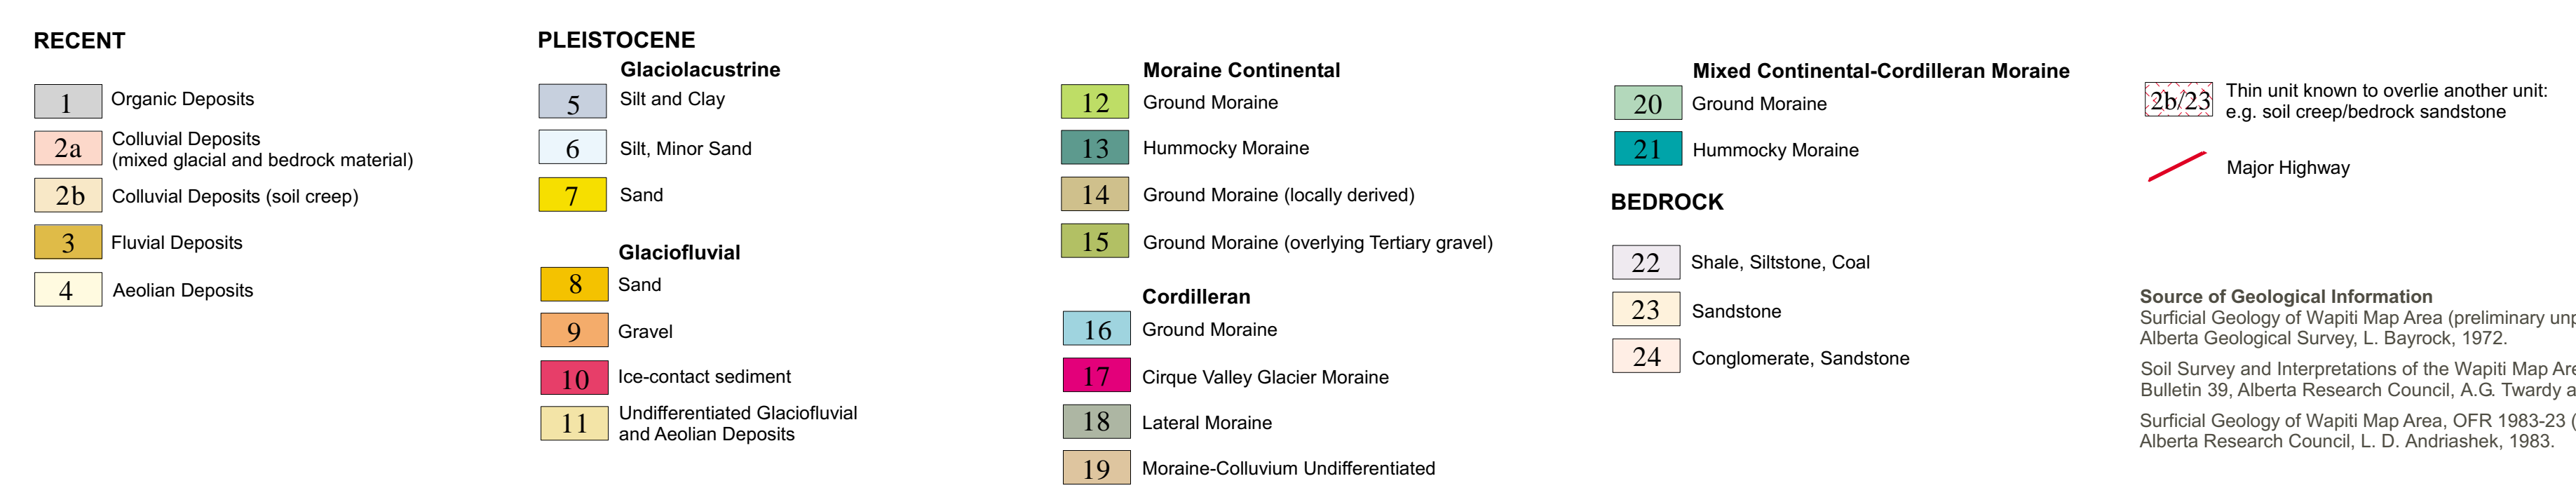 RECENT
1 Organic Deposits
2a Colluvial Deposits
(mixed glacial and bedrock material)
2b Colluvial Deposits (soil creep)
3 Fluvial Deposits
4 Aeolian Deposits
PLEISTOCENE
Glaciolacustrine
5 Silt and Clay
6 Silt, Minor Sand
7 Sand
Glaciofluvial
8 Sand
9 Gravel
10 Ice-contact sediment
11 Undifferentiated Glaciofluvial
and Aeolian Deposits
Moraine Continental
12 Ground Moraine
13 Hummocky Moraine
14 Ground Moraine (locally derived)
15 Ground Moraine (overlying Tertiary gravel)
Cordilleran
16 Ground Moraine
17 Cirque Valley Glacier Moraine
18 Lateral Moraine
19 Moraine-Colluvium Undifferentiated
Mixed Continental-Cordilleran Moraine
20 Ground Moraine
21 Hummocky Moraine
BEDROCK
22 Shale, Siltstone, Coal
23 Sandstone
24 Conglomerate, Sandstone
2b/23 Thin unit known to overlie another unit:
e.g. soil creep/bedrock sandstone
Major Highway
Source of Geological Information
Surficial Geology of Wapiti Map Area (preliminary
Alberta Geological Survey, L. Bayrock, 1972.
Soil Survey and Interpretations of the Wapiti Map
Bulletin 39, Alberta Research Council, A.G. Twardy
Surficial Geology of Wapiti Map Area, OFR 1983-23 (
Alberta Research Council, L. D. Andriashek, 1983.